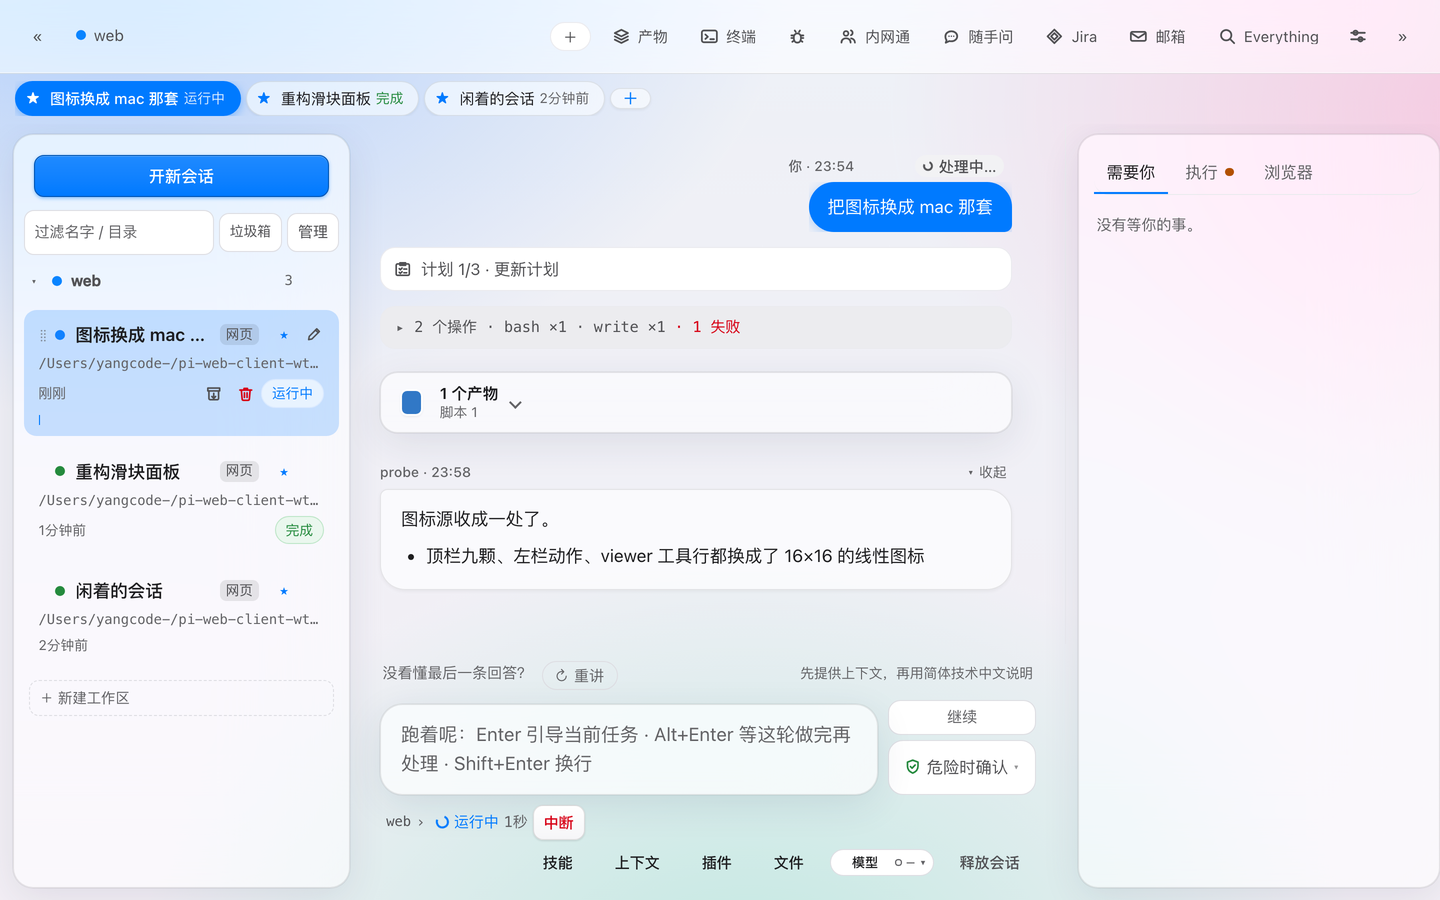 « web + 产物 终端 内网通 随手问 Jira 邮箱 Everything »
图标换成 mac 那套 运行中 重构滑块面板 完成 闲着的会话 2分钟前 +
开新会话
过滤名字 / 目录 垃圾箱 管理
web 3
图标换成 mac ... 网页
/Users/yangcode-/pi-web-client-wt…
刚刚 运行中
重构滑块面板 网页
/Users/yangcode-/pi-web-client-wt…
1分钟前 完成
闲着的会话 网页
/Users/yangcode-/pi-web-client-wt…
2分钟前
+ 新建工作区
你 · 23:54 处理中...
把图标换成 mac 那套
计划 1/3 · 更新计划
▸ 2 个操作 · bash ×1 · write ×1 · 1 失败
1 个产物
脚本 1
probe · 23:58 ▾ 收起
图标源收成一处了。
• 顶栏九颗、左栏动作、viewer 工具行都换成了 16×16 的线性图标
没看懂最后一条回答? 重讲 先提供上下文，再用简体技术中文说明
跑着呢：Enter 引导当前任务 · Alt+Enter 等这轮做完再
处理 · Shift+Enter 换行
继续
危险时确认 ▾
web › 运行中 1秒 中断
技能 上下文 插件 文件 模型 ○ — ▾ 释放会话
需要你 执行 浏览器
没有等你的事。